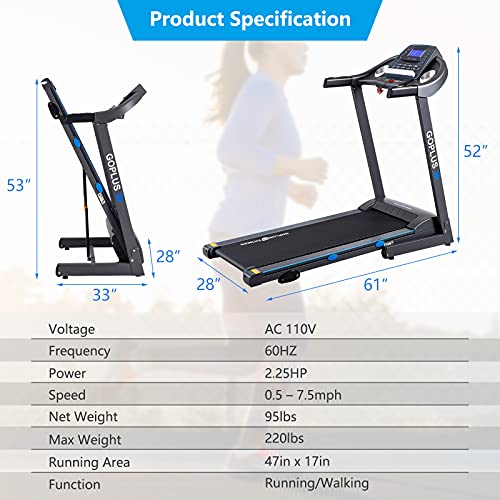 Product Specification
53”
33”
28”
GOPLUS
28”
61”
52”
GOPLUS
Voltage AC 110V
Frequency 60HZ
Power 2.25HP
Speed 0.5 – 7.5mph
Net Weight 95lbs
Max Weight 220lbs
Running Area 47in x 17in
Function Running/Walking